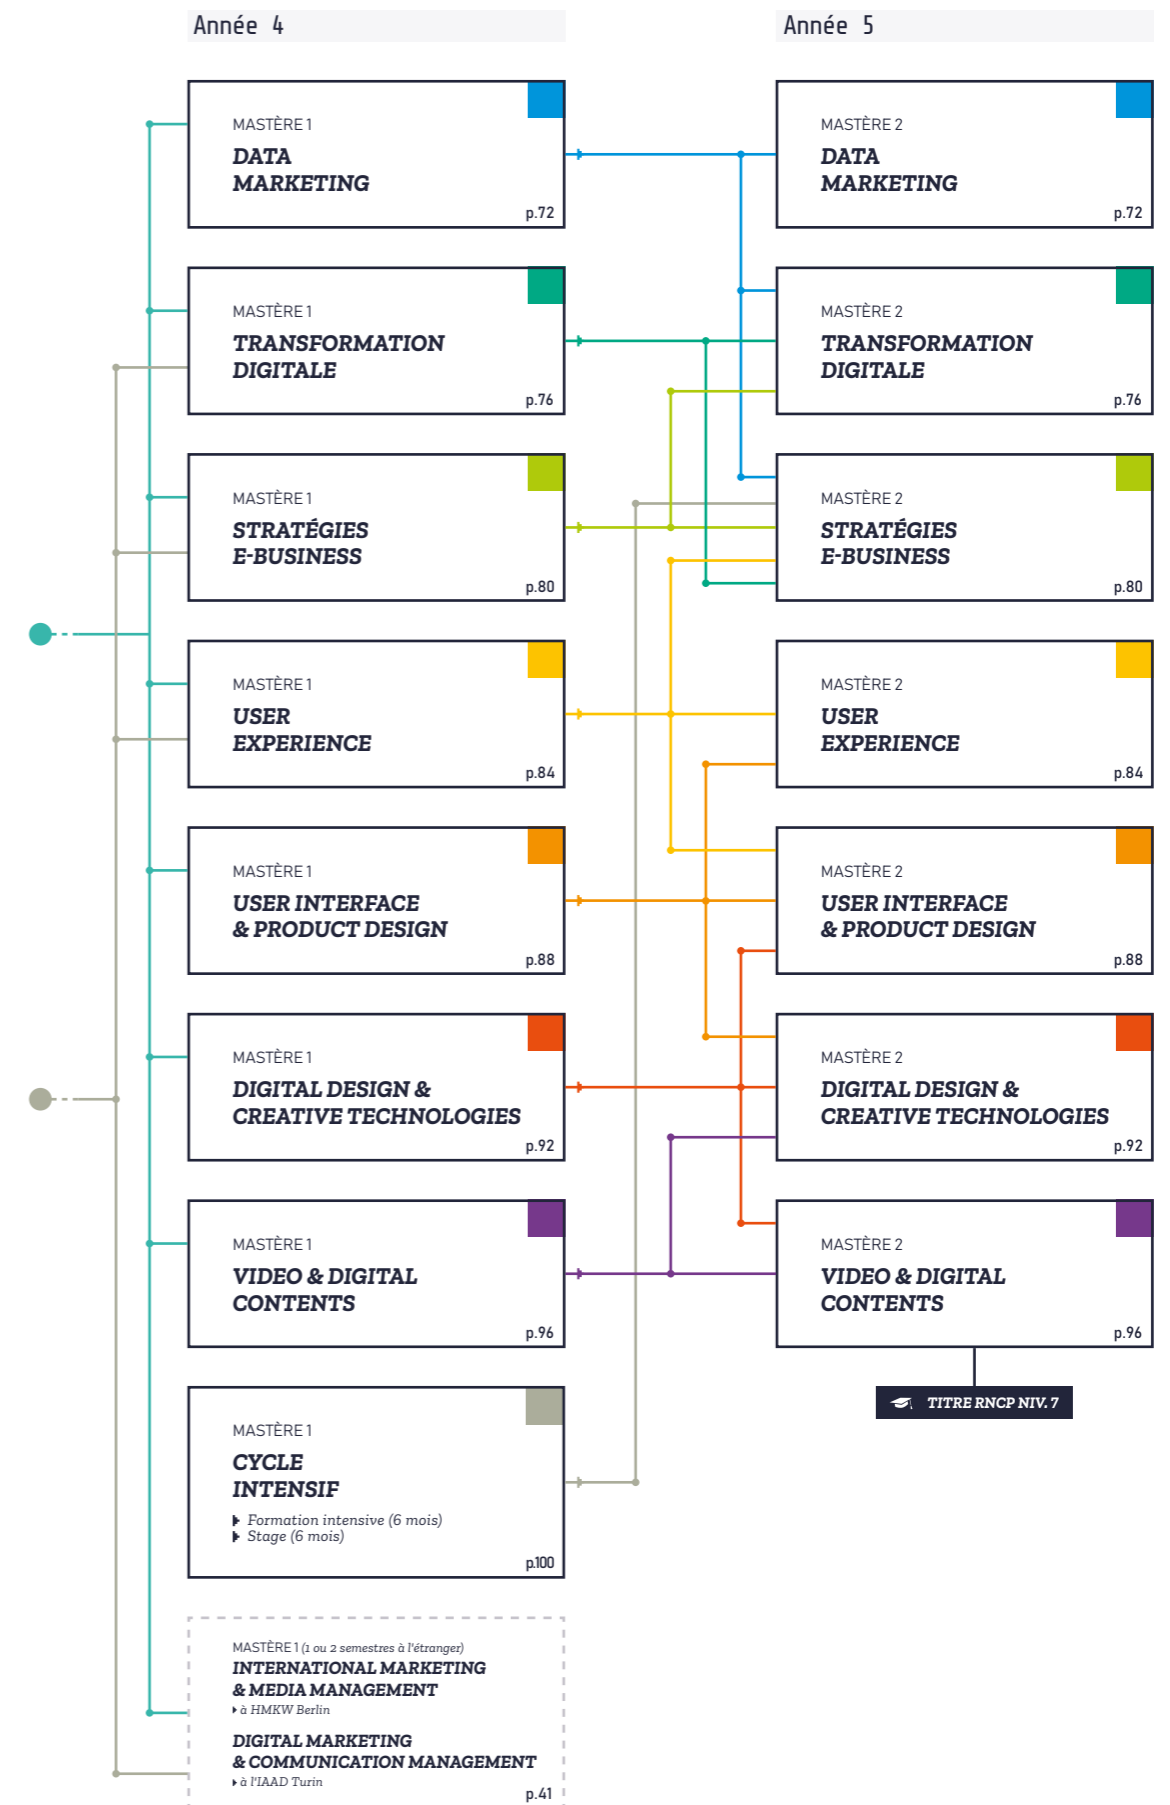 Année 4
Année 5
MASTÈRE 1
DATA
MARKETING
p.72
MASTÈRE 2
DATA
MARKETING
p.72
MASTÈRE 1
TRANSFORMATION
DIGITALE
p.76
MASTÈRE 2
TRANSFORMATION
DIGITALE
p.76
MASTÈRE 1
STRATÉGIES
E-BUSINESS
p.80
MASTÈRE 2
STRATÉGIES
E-BUSINESS
p.80
MASTÈRE 1
USER
EXPERIENCE
p.84
MASTÈRE 2
USER
EXPERIENCE
p.84
MASTÈRE 1
USER INTERFACE
& PRODUCT DESIGN
p.88
MASTÈRE 2
USER INTERFACE
& PRODUCT DESIGN
p.88
MASTÈRE 1
DIGITAL DESIGN &
CREATIVE TECHNOLOGIES
p.92
MASTÈRE 2
DIGITAL DESIGN &
CREATIVE TECHNOLOGIES
p.92
MASTÈRE 1
VIDEO & DIGITAL
CONTENTS
p.96
MASTÈRE 2
VIDEO & DIGITAL
CONTENTS
p.96
TITRE RNCP NIV. 7
MASTÈRE 1
CYCLE
INTENSIF
Formation intensive (6 mois)
Stage (6 mois)
p.100
MASTÈRE 1 (1 ou 2 semestres à l'étranger)
INTERNATIONAL MARKETING
& MEDIA MANAGEMENT
à HMKW Berlin
DIGITAL MARKETING
& COMMUNICATION MANAGEMENT
à l'IAAD Turin
p.41